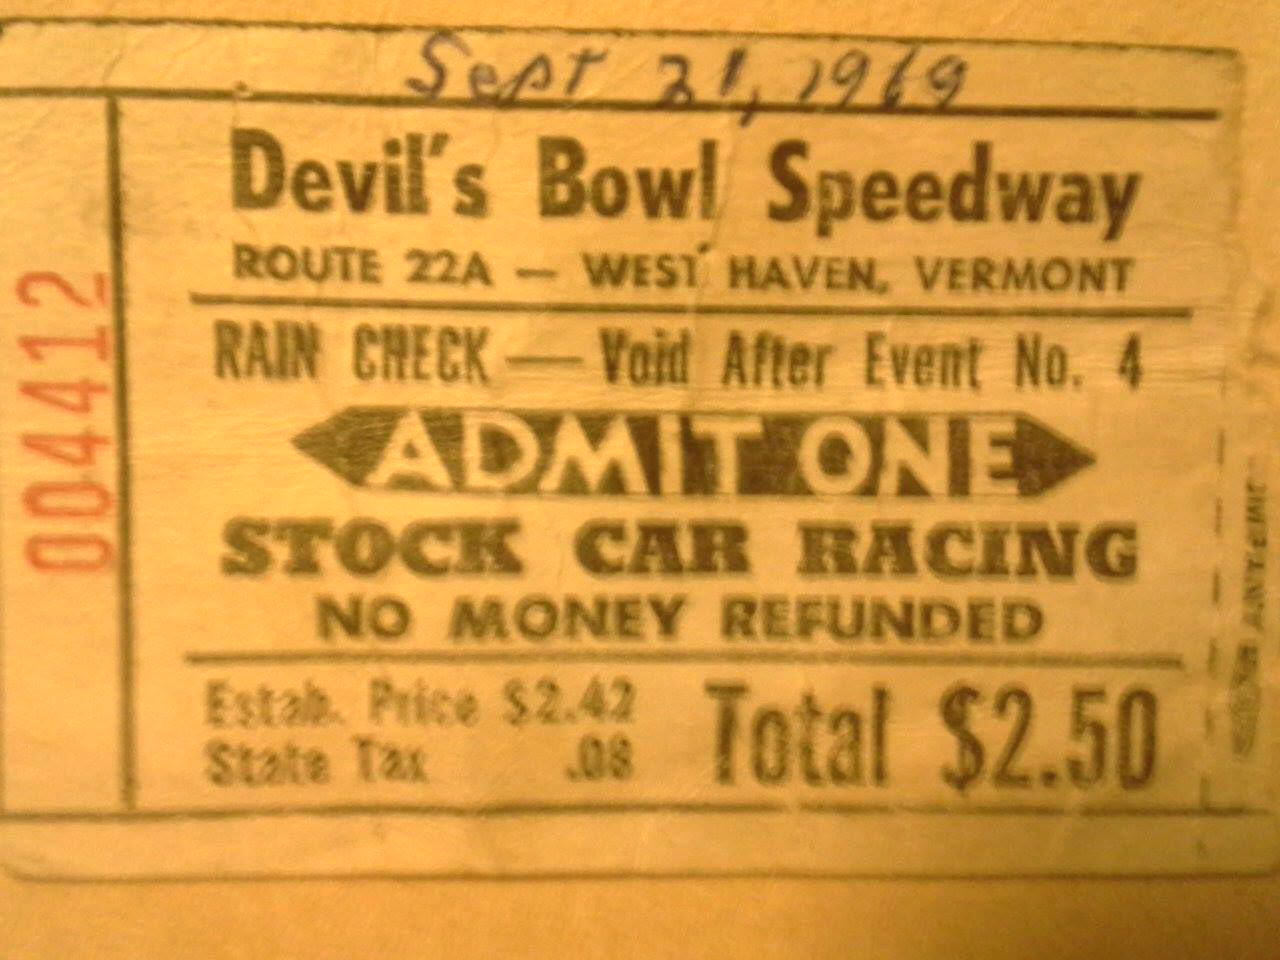 Sept 21, 1969
Devil's Bowl Speedway
ROUTE 22A — WEST HAVEN, VERMONT
RAIN CHECK — Void After Event No. 4
ADMIT ONE
STOCK CAR RACING
NO MONEY REFUNDED
Estab. Price $2.42
State Tax .08
Total $2.50
004412